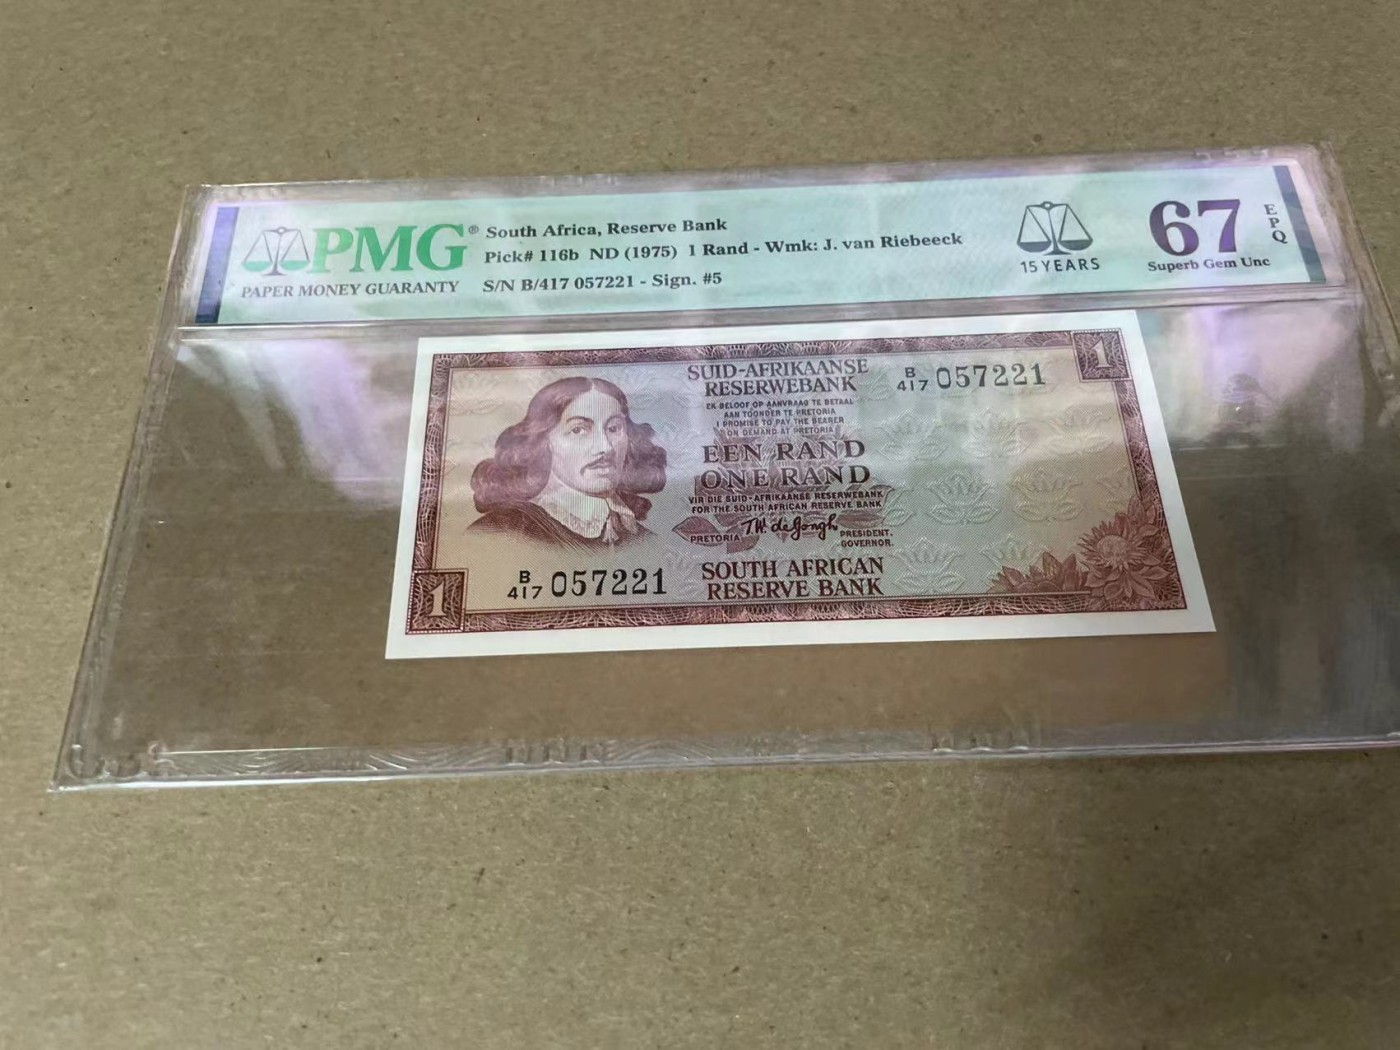 PMG®
PAPER MONEY GUARANTY
South Africa, Reserve Bank
Pick# 116b ND (1975) 1 Rand - Wmk: J. van Riebeeck
S/N B/417 057221 - Sign. #5
15 YEARS
67
EPQ
Superb Gem Unc
1
SUID-AFRIKAANSE
RESERWEBANK
B
417 057221
EK BELOOF OP AANVRAAG TE BETAAL
AAN TOONDER TE PRETORIA
I PROMISE TO PAY THE BEARER
ON DEMAND AT PRETORIA
EEN RAND
ONE RAND
VIR DIE SUID-AFRIKAANSE RESERWEBANK
FOR THE SOUTH AFRICAN RESERVE BANK
T.W. de Jongh
PRETORIA
PRESIDENT.
GOVERNOR.
SOUTH AFRICAN
RESERVE BANK
B
417 057221
1